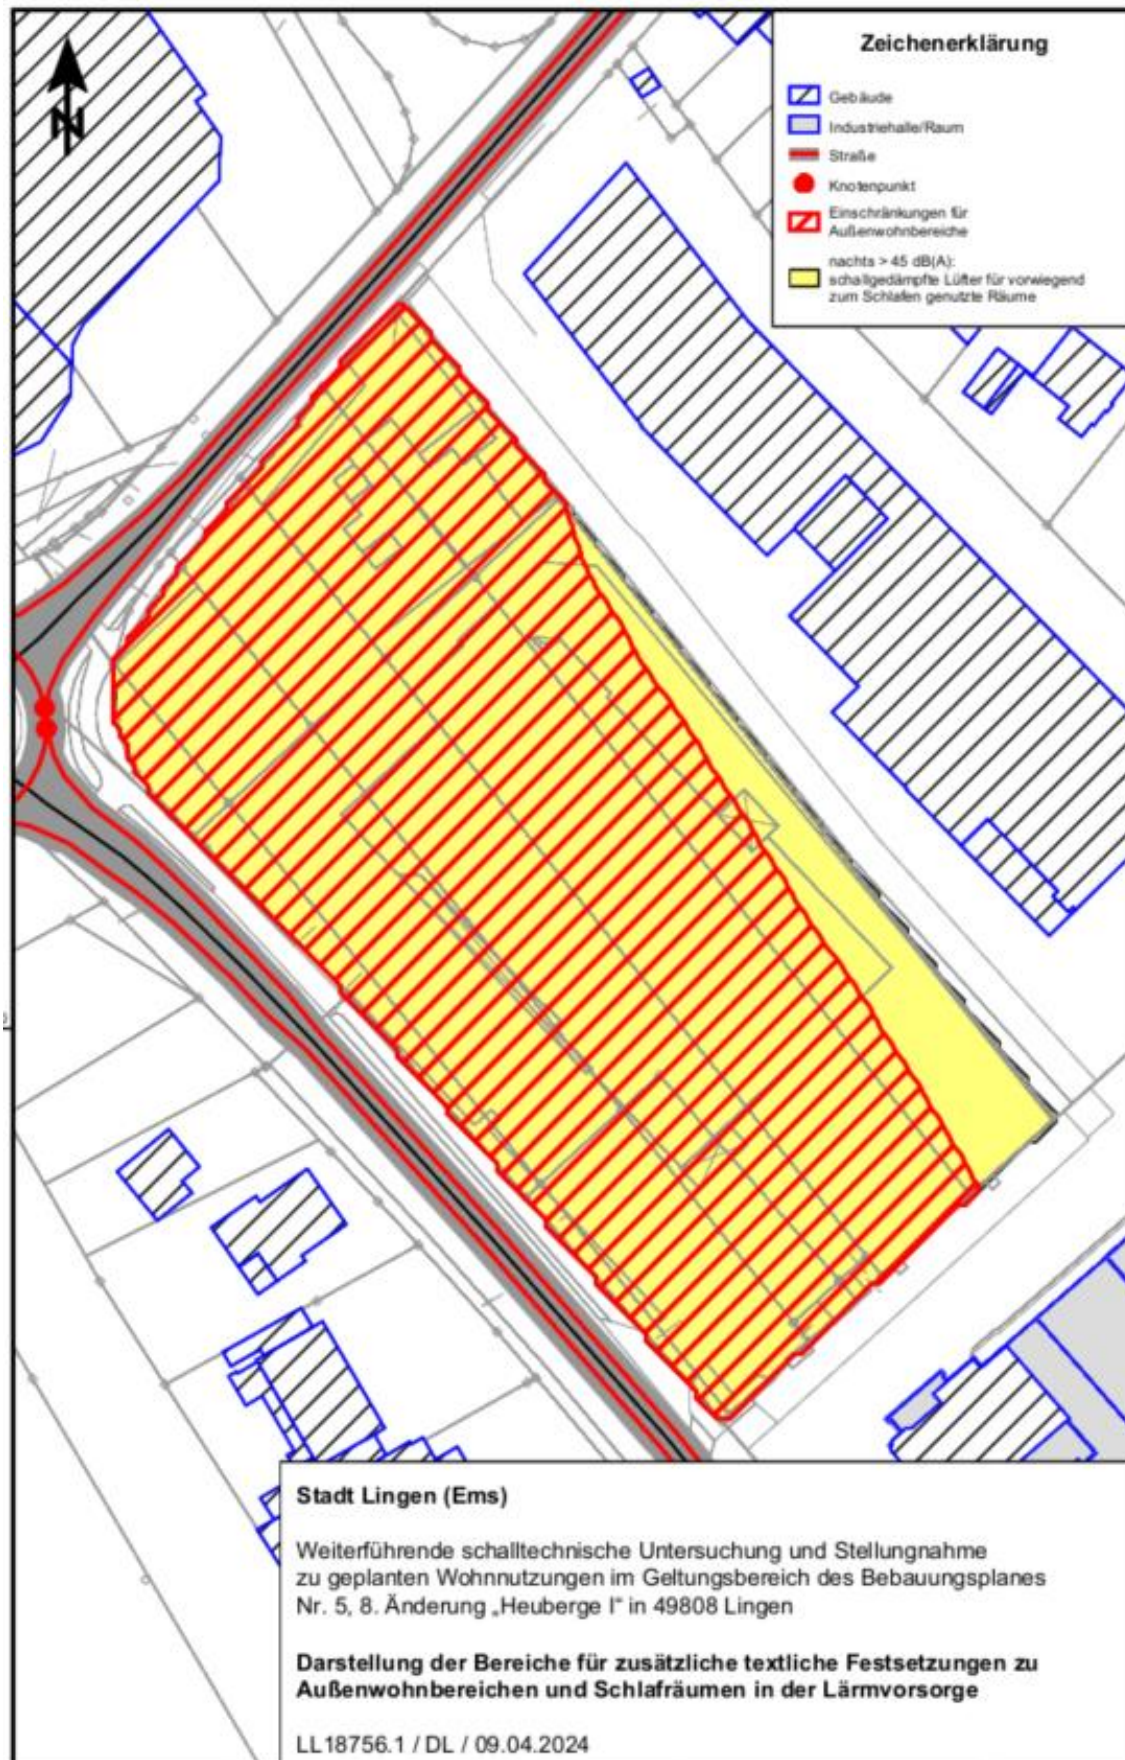 Zeichenerklärung
Gebäude
Industriehalle/Raum
Straße
Knotenpunkt
Einschränkungen für
Außenwohnbereiche
nachts > 45 dB(A):
schallgedämpfte Lüfter für vorwiegend
zum Schlafen genutzte Räume
N
Stadt Lingen (Ems)
Weiterführende schalltechnische Untersuchung und Stellungnahme
zu geplanten Wohnnutzungen im Geltungsbereich des Bebauungsplanes
Nr. 5, 8. Änderung „Heuberge I“ in 49808 Lingen
Darstellung der Bereiche für zusätzliche textliche Festsetzungen zu
Außenwohnbereichen und Schlafräumen in der Lärmvorsorge
LL18756.1 / DL / 09.04.2024